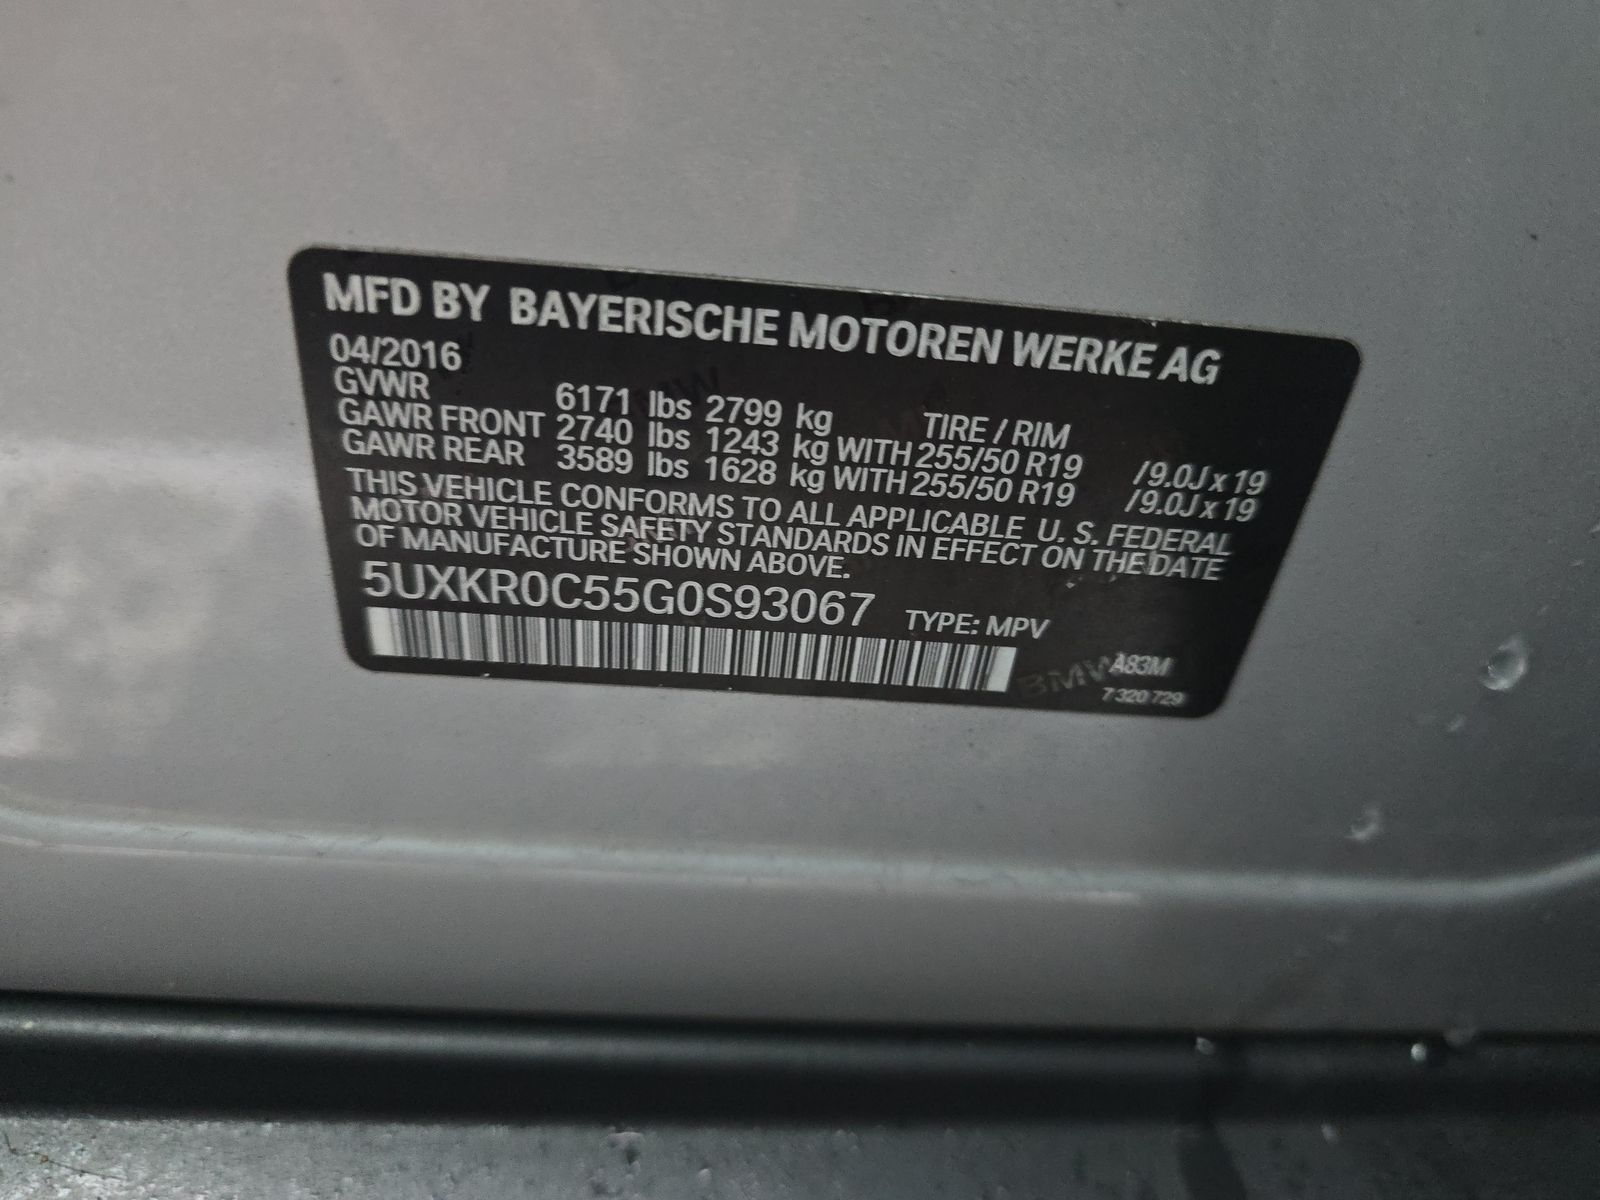 MFD BY BAYERISCHE MOTOREN WERKE AG
04/2016
GVWR 6171 lbs 2799 kg TIRE / RIM
GAWR FRONT 2740 lbs 1243 kg WITH 255/50 R19 /9.0J x 19
GAWR REAR 3589 lbs 1628 kg WITH 255/50 R19 /9.0J x 19
THIS VEHICLE CONFORMS TO ALL APPLICABLE U. S. FEDERAL
MOTOR VEHICLE SAFETY STANDARDS IN EFFECT ON THE DATE
OF MANUFACTURE SHOWN ABOVE.
5UXKR0C55G0S93067 TYPE: MPV
BMW A83M
7 320 729